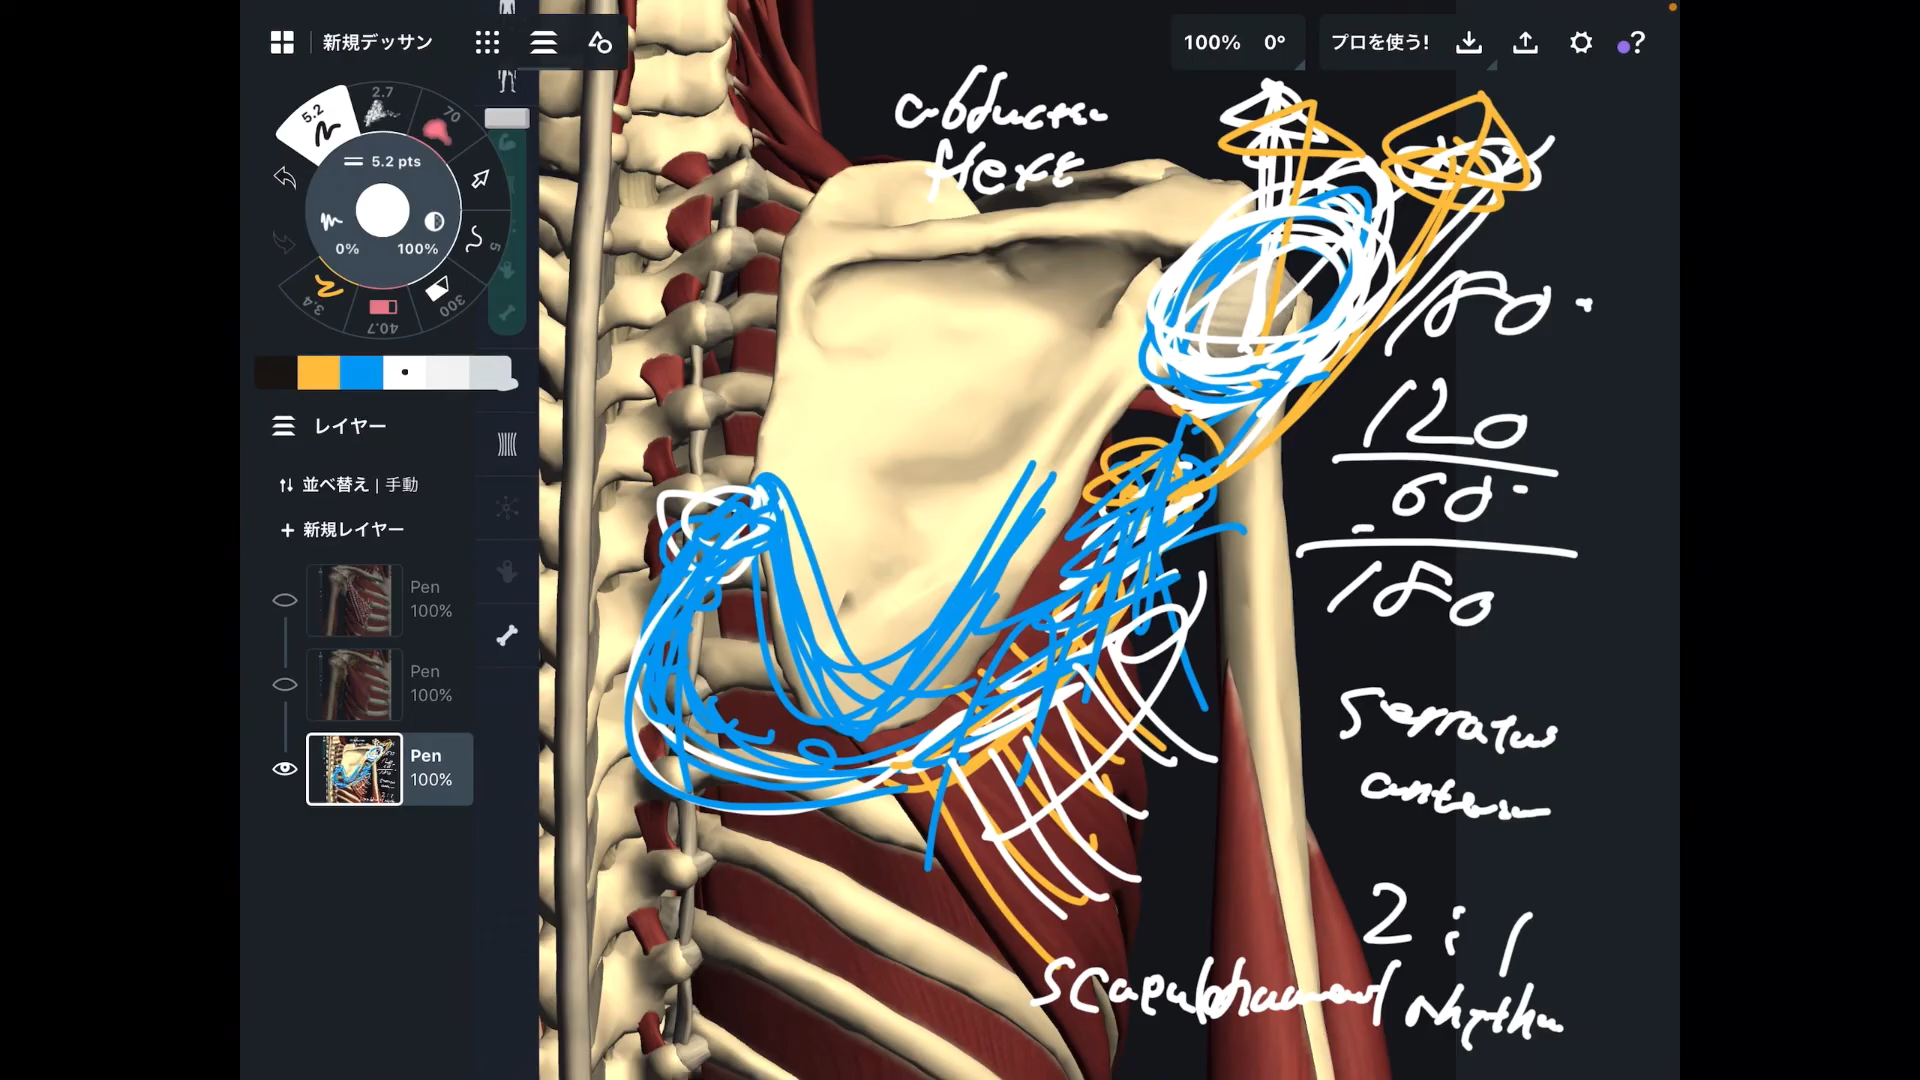 新規デッサン
100% 0° プロを使う! ?
5.2
2.7
70
5
300
40.7
3.4
5.2 pts
0% 100%
レイヤー
並べ替え | 手動
+ 新規レイヤー
Pen
100%
Pen
100%
Pen
100%
abduction
flext
180°
120
60°
180
Serratus
anterior
2:1
scapulohumeral rhythm